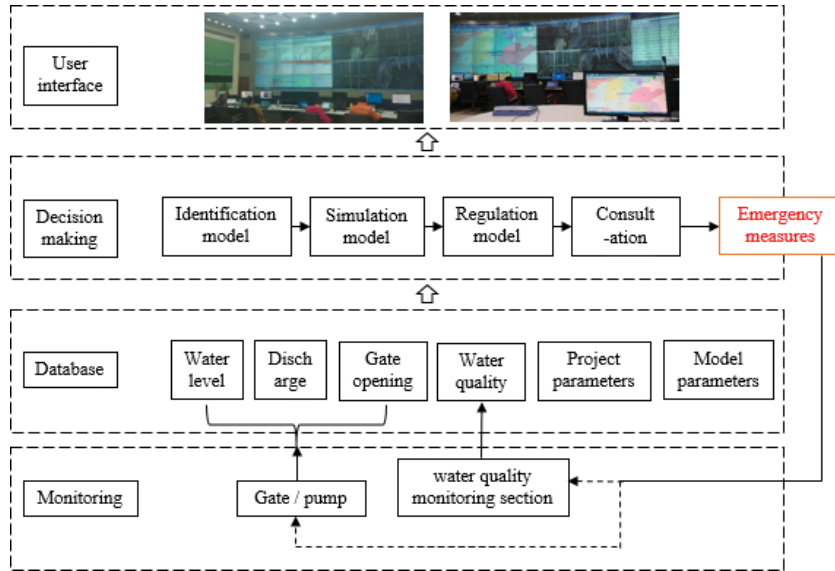 User
interface
Decision
making
Identification
model
Simulation
model
Regulation
model
Consult
-ation
Emergency
measures
Database
Water
level
Disch
arge
Gate
opening
Water
quality
Project
parameters
Model
parameters
Monitoring
Gate / pump
water quality
monitoring section